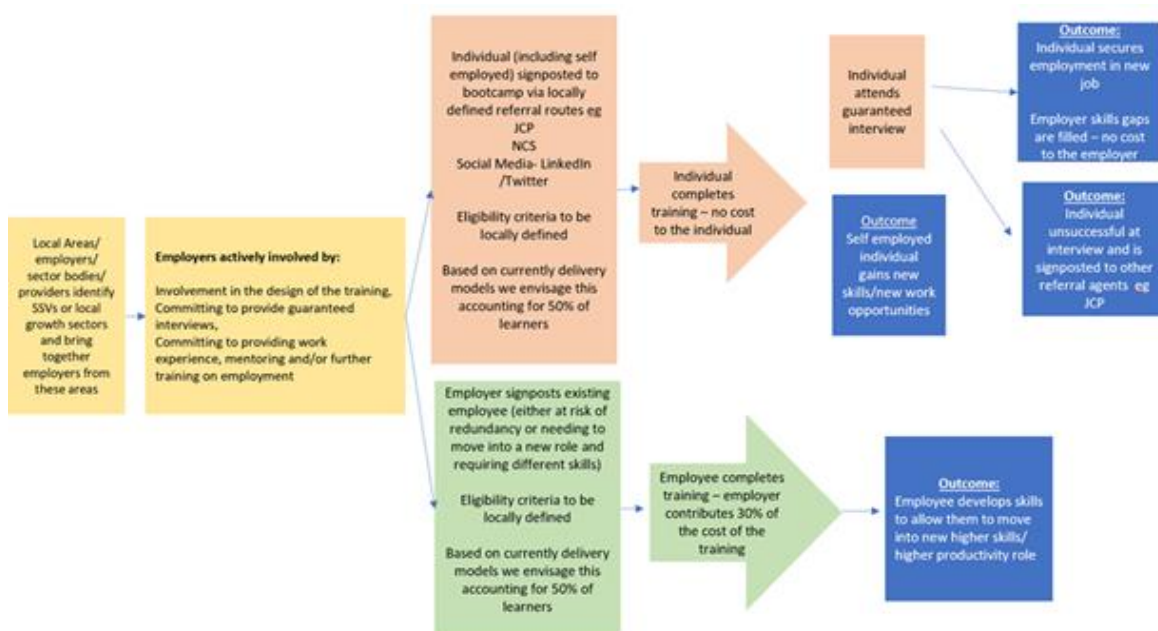 Local Areas/
employers/
sector bodies/
providers identify
SSVs or local
growth sectors
and bring
together
employers from
these areas
Employers actively involved by:
Involvement in the design of the training,
Committing to provide guaranteed
interviews,
Committing to providing work
experience, mentoring and/or further
training on employment
Individual (including self
employed) signposted to
bootcamp via locally
defined referral routes eg
JCP
NCS
Social Media- LinkedIn
/Twitter
Eligibility criteria to be
locally defined
Based on currently delivery
models we envisage this
accounting for 50% of
learners
Individual
completes
training – no cost
to the individual
Individual
attends
guaranteed
interview
Outcome:
Individual secures
employment in new
job
Employer skills gaps
are filled – no cost
to the employer
Outcome
Self employed
individual
gains new
skills/new work
opportunities
Outcome:
Individual
unsuccessful at
interview and is
signposted to other
referral agents eg
JCP
Employer signposts existing
employee (either at risk of
redundancy or needing to
move into a new role and
requiring different skills)
Eligibility criteria to be
locally defined
Based on currently delivery
models we envisage this
accounting for 50% of
learners
Employee completes
training – employer
contributes 30% of
the cost of the
training
Outcome:
Employee develops skills
to allow them to move
into new higher skills/
higher productivity role